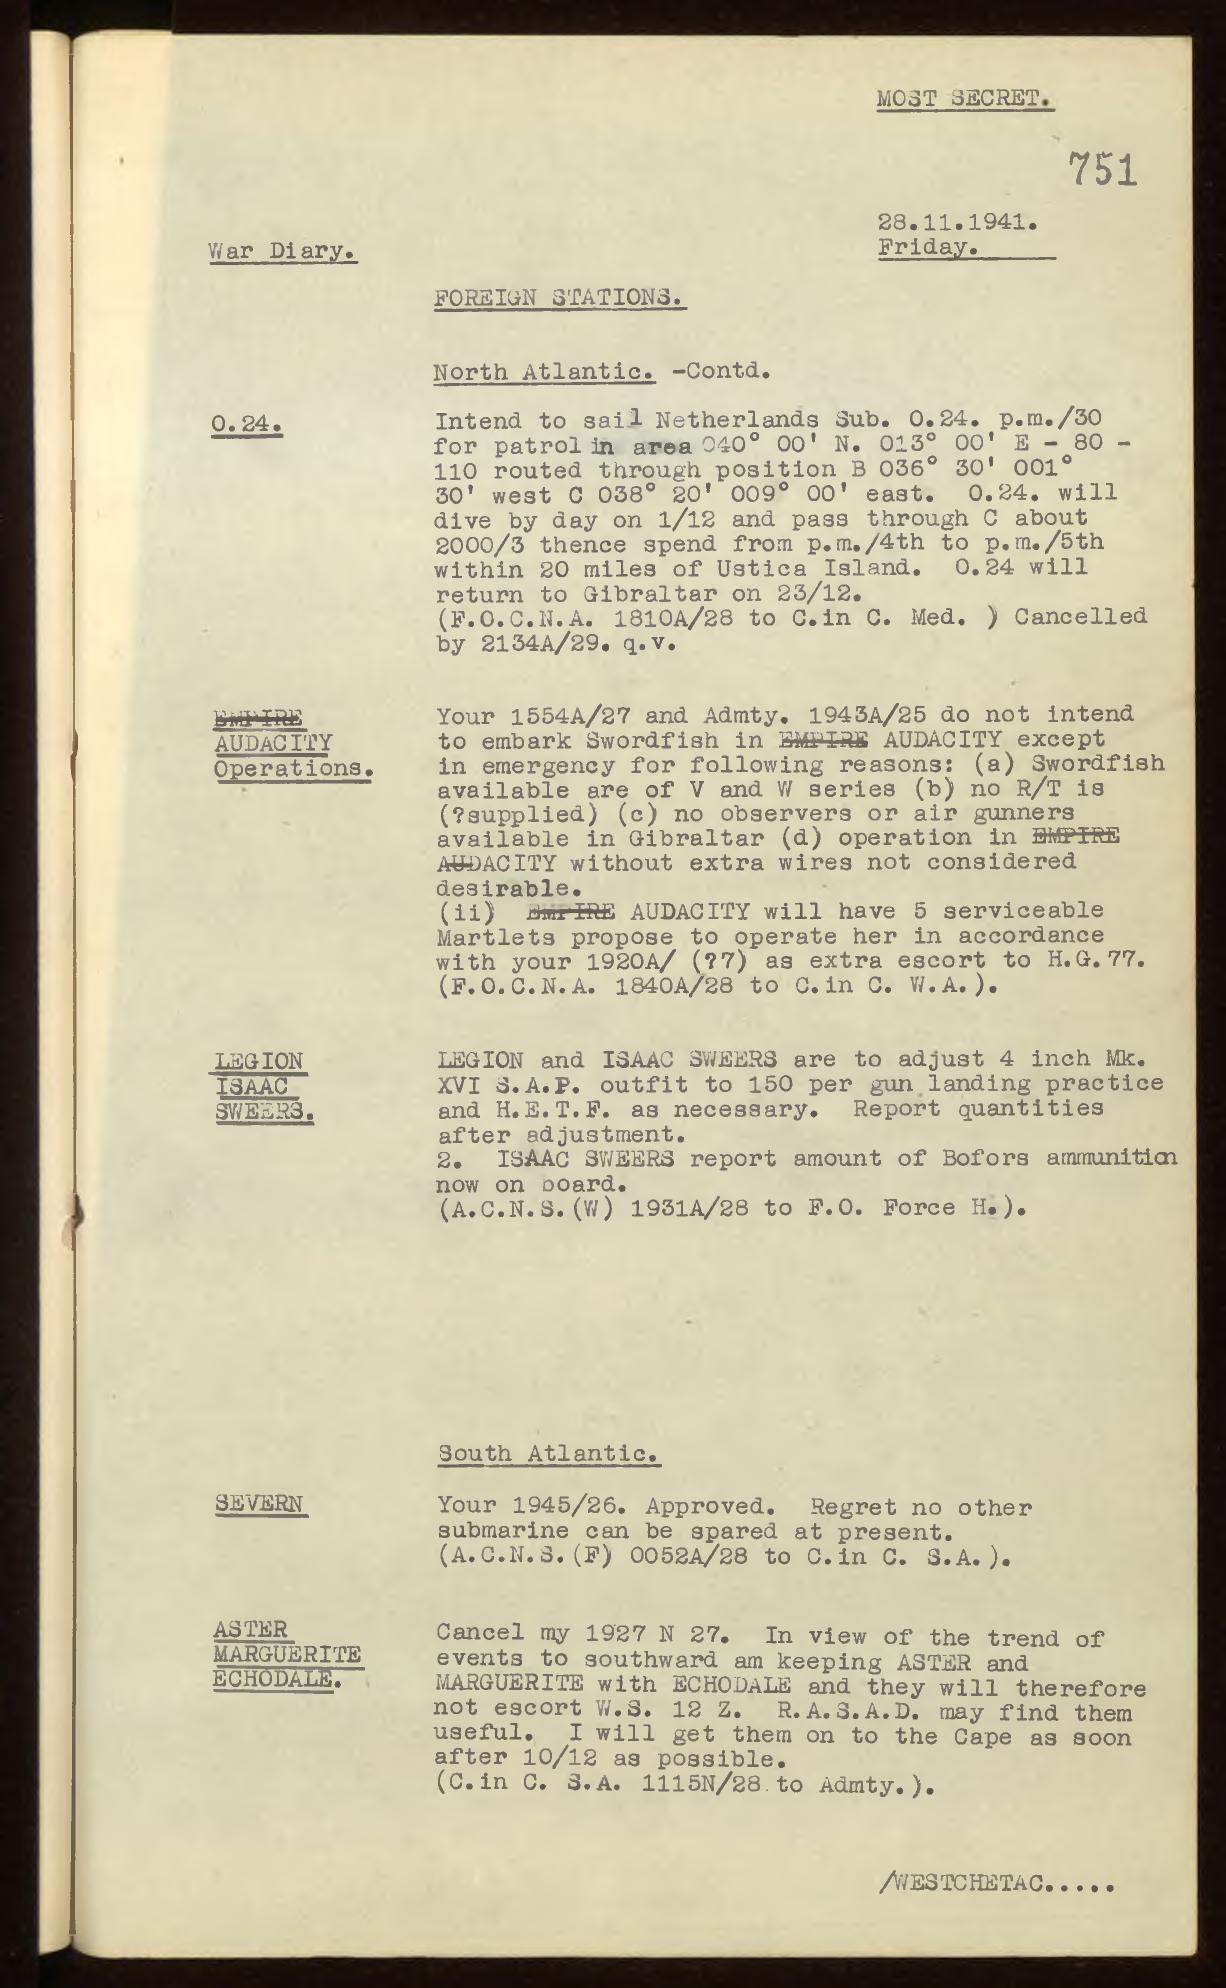 MOST SECRET.
751
28.11.1941.
Friday.
War Diary.
FOREIGN STATIONS.
North Atlantic. -Contd.
O.24.
Intend to sail Netherlands Sub. O.24. p.m./30
for patrol in area 040° 00' N. 013° 00' E - 80 -
110 routed through position B 036° 30' 001°
30' west C 038° 20' 009° 00' east. O.24. will
dive by day on 1/12 and pass through C about
2000/3 thence spend from p.m./4th to p.m./5th
within 20 miles of Ustica Island. O.24 will
return to Gibraltar on 23/12.
(F.O.C.N.A. 1810A/28 to C.in C. Med. ) Cancelled
by 2134A/29. q.v.
EMPIRE
AUDACITY
Operations.
Your 1554A/27 and Admty. 1943A/25 do not intend
to embark Swordfish in EMPIRE AUDACITY except
in emergency for following reasons: (a) Swordfish
available are of V and W series (b) no R/T is
(?supplied) (c) no observers or air gunners
available in Gibraltar (d) operation in EMPIRE
AUDACITY without extra wires not considered
desirable.
(ii) EMPIRE AUDACITY will have 5 serviceable
Martlets propose to operate her in accordance
with your 1920A/ (?7) as extra escort to H.G.77.
(F.O.C.N.A. 1840A/28 to C.in C. W.A.).
LEGION
ISAAC
SWEERS.
LEGION and ISAAC SWEERS are to adjust 4 inch Mk.
XVI S.A.P. outfit to 150 per gun landing practice
and H.E.T.F. as necessary. Report quantities
after adjustment.
2. ISAAC SWEERS report amount of Bofors ammunition
now on board.
(A.C.N.S.(W) 1931A/28 to F.O. Force H.).
South Atlantic.
SEVERN
Your 1945/26. Approved. Regret no other
submarine can be spared at present.
(A.C.N.S.(F) 0052A/28 to C.in C. S.A.).
ASTER
MARGUERITE
ECHODALE.
Cancel my 1927 N 27. In view of the trend of
events to southward am keeping ASTER and
MARGUERITE with ECHODALE and they will therefore
not escort W.S. 12 Z. R.A.S.A.D. may find them
useful. I will get them on to the Cape as soon
after 10/12 as possible.
(C.in C. S.A. 1115N/28 to Admty.).
/WESTCHETAC.....